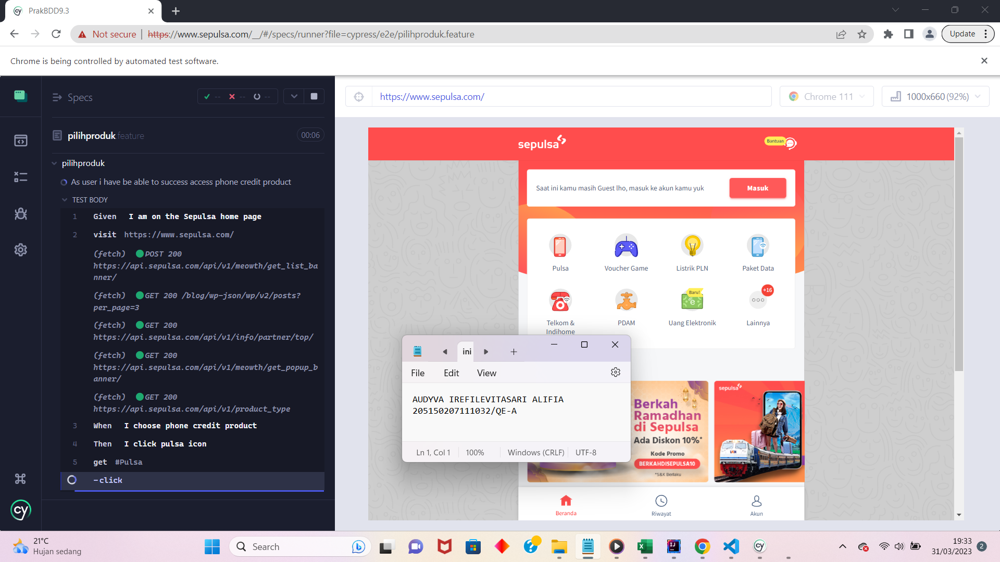 PrakBDD9.3
Not secure
https://www.sepulsa.com/__/#/specs/runner?file=cypress/e2e/pilihproduk.feature
Update
Chrome is being controlled by automated test software.
Specs
--
--
--
pilihproduk.feature
00:06
pilihproduk
As user i have be able to success access phone credit product
TEST BODY
1 Given I am on the Sepulsa home page
2 visit https://www.sepulsa.com/
(fetch) POST 200
https://api.sepulsa.com/api/v1/meowth/get_list_ba
nner/
(fetch) GET 200 /blog/wp-json/wp/v2/posts?
per_page=3
(fetch) GET 200
https://api.sepulsa.com/api/v1/info/partner/top/
(fetch) GET 200
https://api.sepulsa.com/api/v1/meowth/get_popup_b
anner/
(fetch) GET 200
https://api.sepulsa.com/api/v1/product_type
3 When I choose phone credit product
4 Then I click pulsa icon
5 get #Pulsa
-click
cy
https://www.sepulsa.com/
Chrome 111
1000x660 (92%)
sepulsa
Bantuan
Saat ini kamu masih Guest lho, masuk ke akun kamu yuk
Masuk
Pulsa
Voucher Game
Listrik PLN
Paket Data
Telkom &
Indihome
PDAM
Baru!
Uang Elektronik
+16
Lainnya
ini
File
Edit
View
AUDYVA IREFILEVITASARI ALIFIA
205150207111032/QE-A
Ln 1, Col 1
100%
Windows (CRLF)
UTF-8
Berkah
Ramadhan
di Sepulsa
Ada Diskon 10%*
Kode Promo
BERKAHDISEPULSA10
*S&K Berlaku
sepulsa
Beranda
Riwayat
Akun
21°C
Hujan sedang
Search
19:33
31/03/2023
2